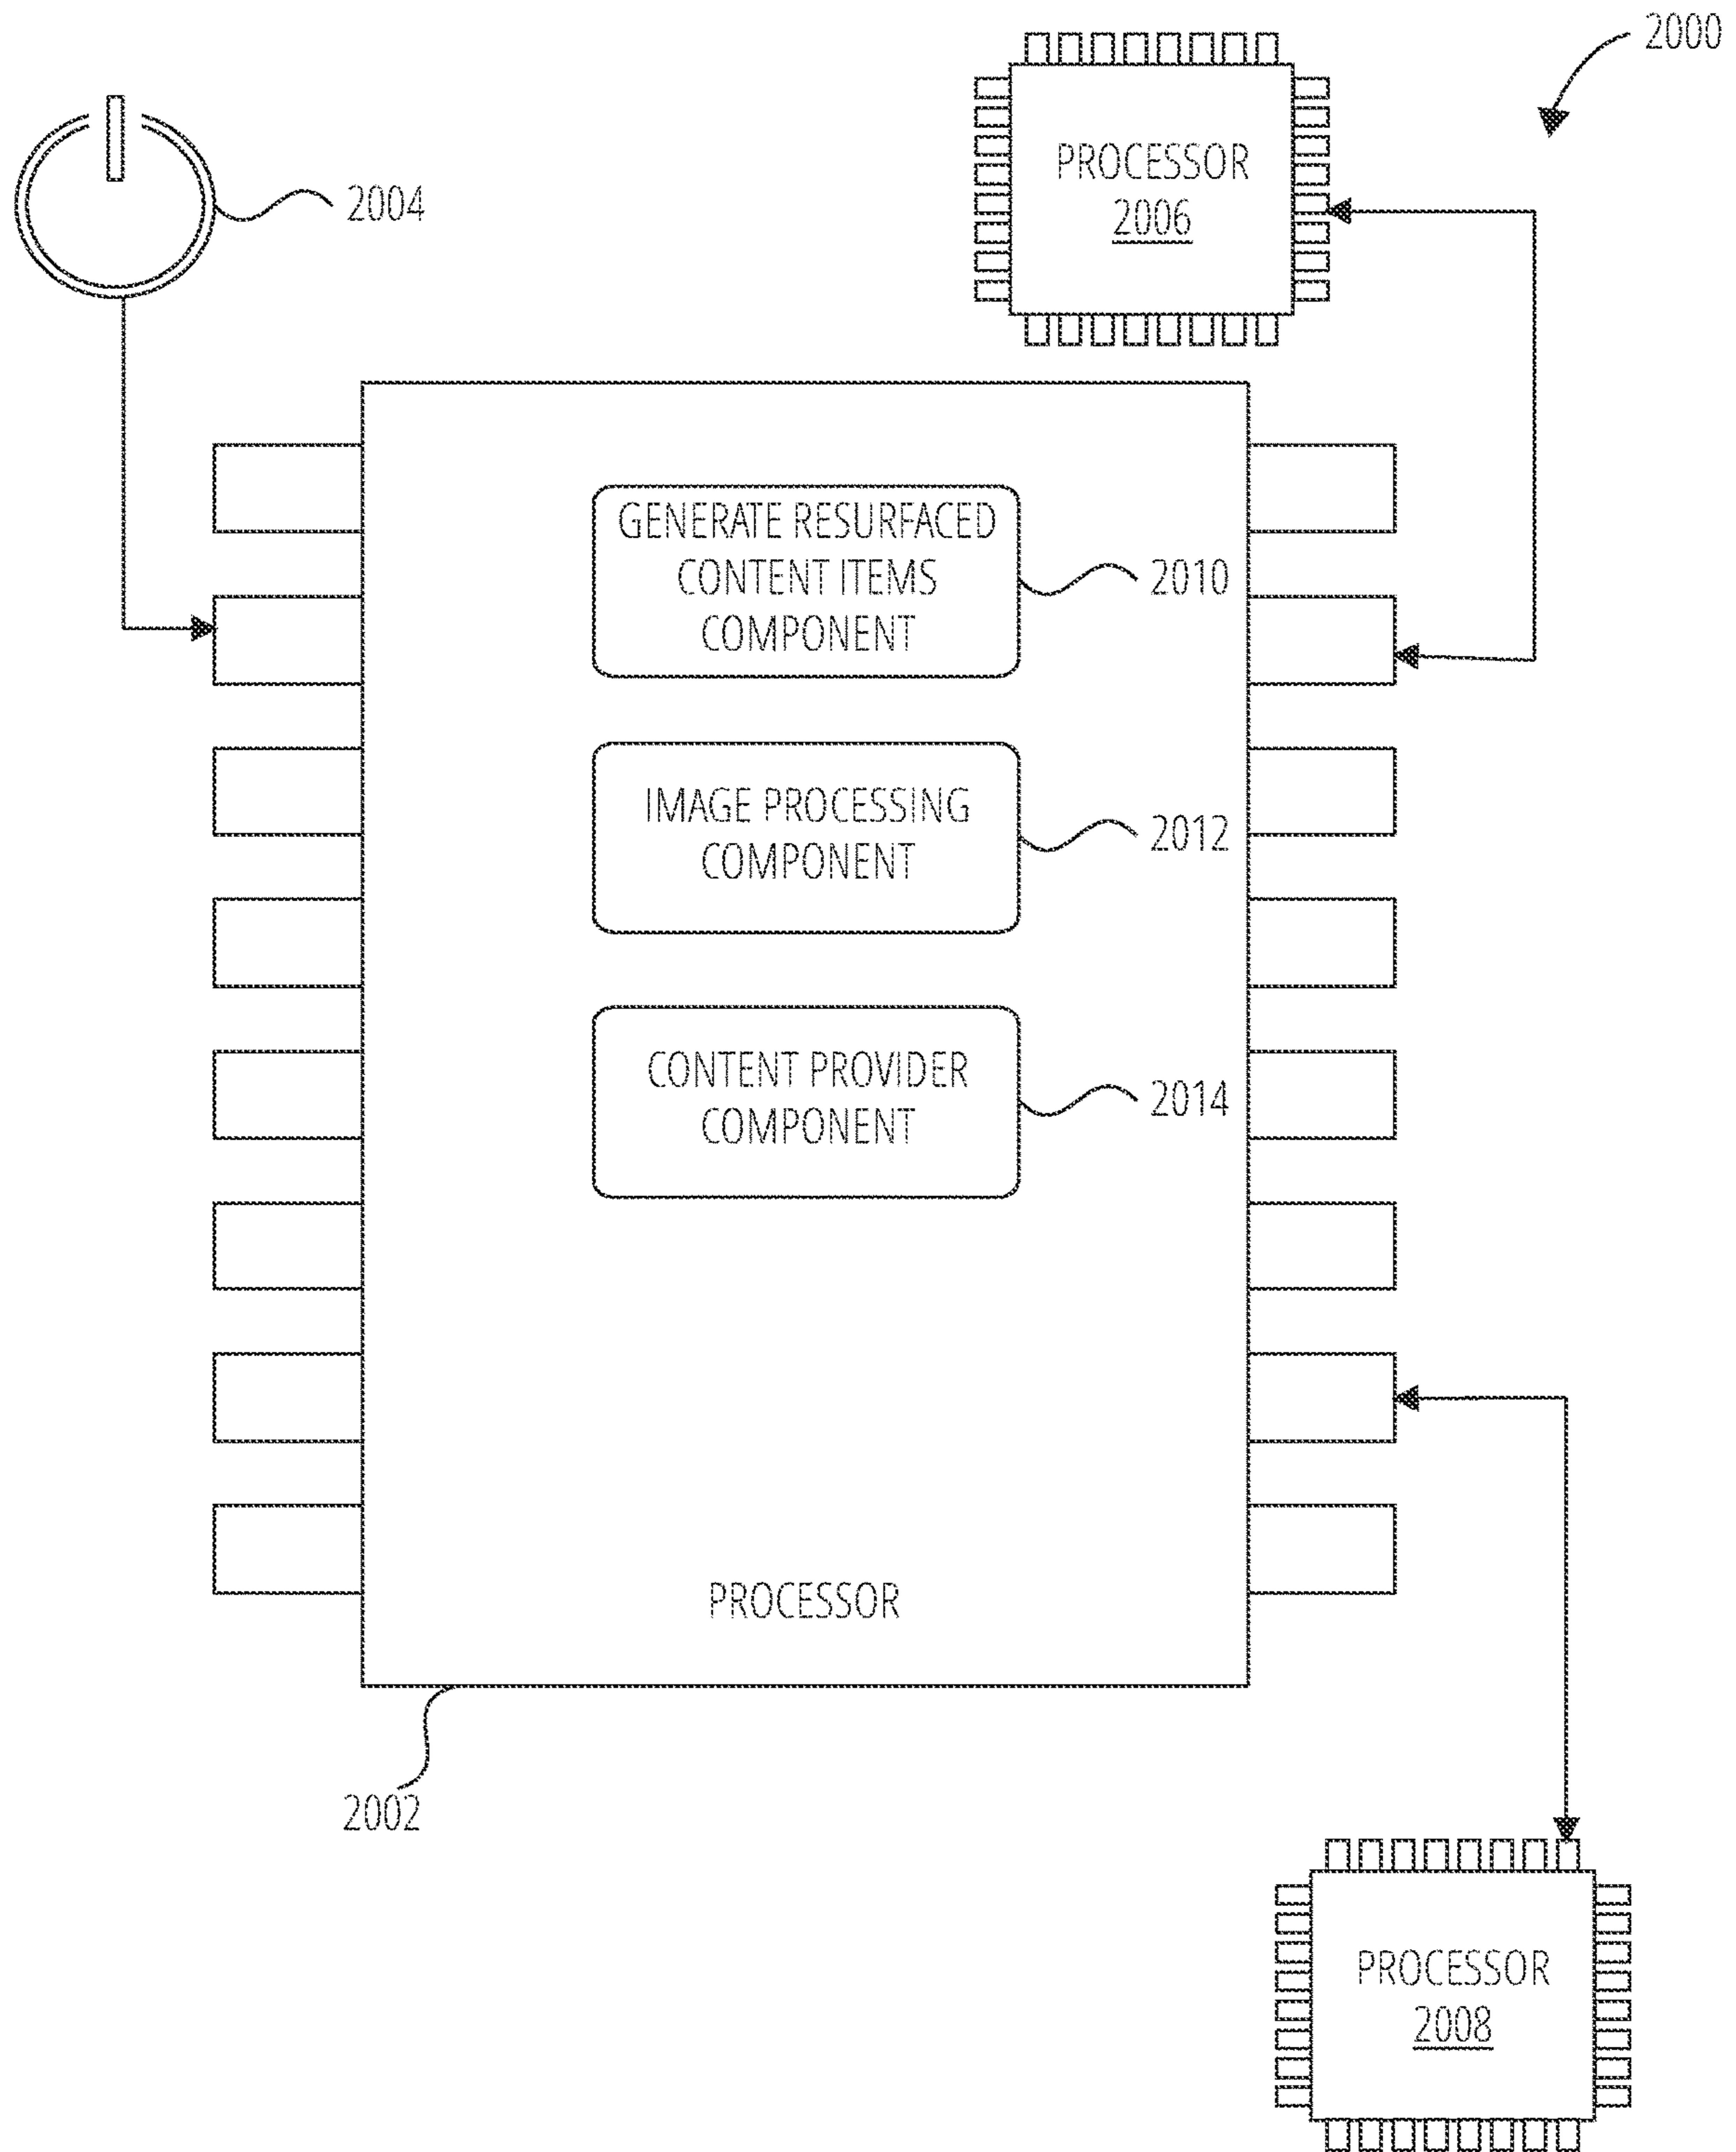 2000
PROCESSOR
2006
2004
GENERATE RESURFACED
CONTENT ITEMS
COMPONENT
2010
IMAGE PROCESSING
COMPONENT
2012
CONTENT PROVIDER
COMPONENT
2014
PROCESSOR
2002
PROCESSOR
2008